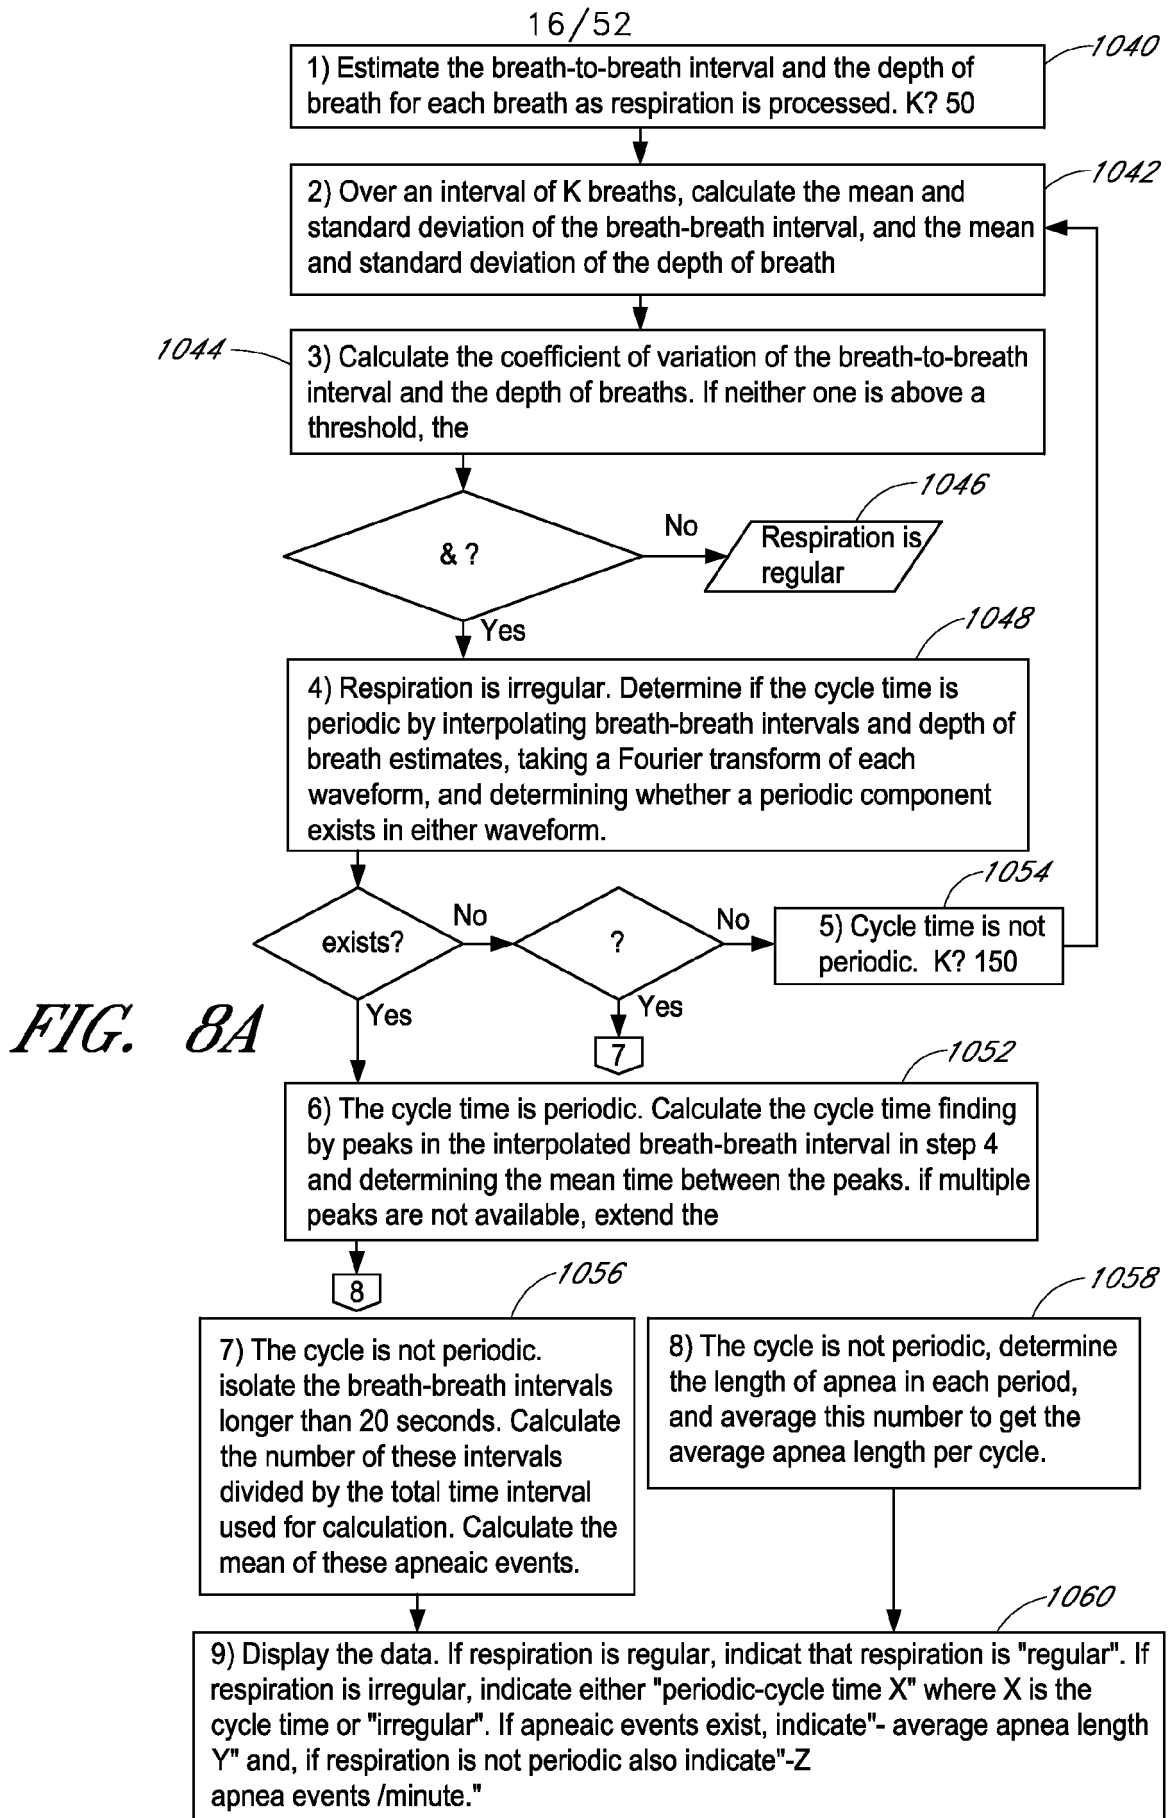 16/52
1040
1) Estimate the breath-to-breath interval and the depth of
breath for each breath as respiration is processed. K? 50
1042
2) Over an interval of K breaths, calculate the mean and
standard deviation of the breath-breath interval, and the mean
and standard deviation of the depth of breath
1044
3) Calculate the coefficient of variation of the breath-to-breath
interval and the depth of breaths. If neither one is above a
threshold, the
1046
& ?
No
Respiration is
regular
Yes
1048
4) Respiration is irregular. Determine if the cycle time is
periodic by interpolating breath-breath intervals and depth of
breath estimates, taking a Fourier transform of each
waveform, and determining whether a periodic component
exists in either waveform.
1054
exists?
No
?
No
5) Cycle time is not
periodic. K? 150
Yes
Yes
7
FIG. 8A
1052
6) The cycle time is periodic. Calculate the cycle time finding
by peaks in the interpolated breath-breath interval in step 4
and determining the mean time between the peaks. if multiple
peaks are not available, extend the
8
1056
7) The cycle is not periodic.
isolate the breath-breath intervals
longer than 20 seconds. Calculate
the number of these intervals
divided by the total time interval
used for calculation. Calculate the
mean of these apneaic events.
1058
8) The cycle is not periodic, determine
the length of apnea in each period,
and average this number to get the
average apnea length per cycle.
1060
9) Display the data. If respiration is regular, indicat that respiration is "regular". If
respiration is irregular, indicate either "periodic-cycle time X" where X is the
cycle time or "irregular". If apneaic events exist, indicate"- average apnea length
Y" and, if respiration is not periodic also indicate"-Z
apnea events /minute."